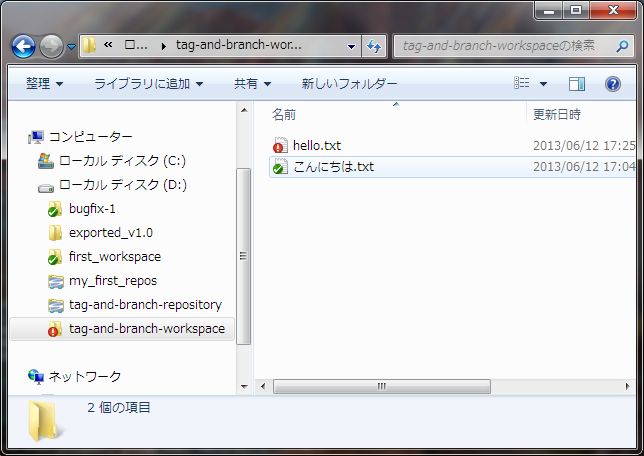 « ロ... ▸ tag-and-branch-wor...
tag-and-branch-workspaceの検索
整理 ライブラリに追加 共有 新しいフォルダー
名前 更新日時
コンピューター
ローカル ディスク (C:)
ローカル ディスク (D:)
bugfix-1
exported_v1.0
first_workspace
my_first_repos
tag-and-branch-repository
tag-and-branch-workspace
ネットワーク
hello.txt 2013/06/12 17:25
こんにちは.txt 2013/06/12 17:04
2 個の項目